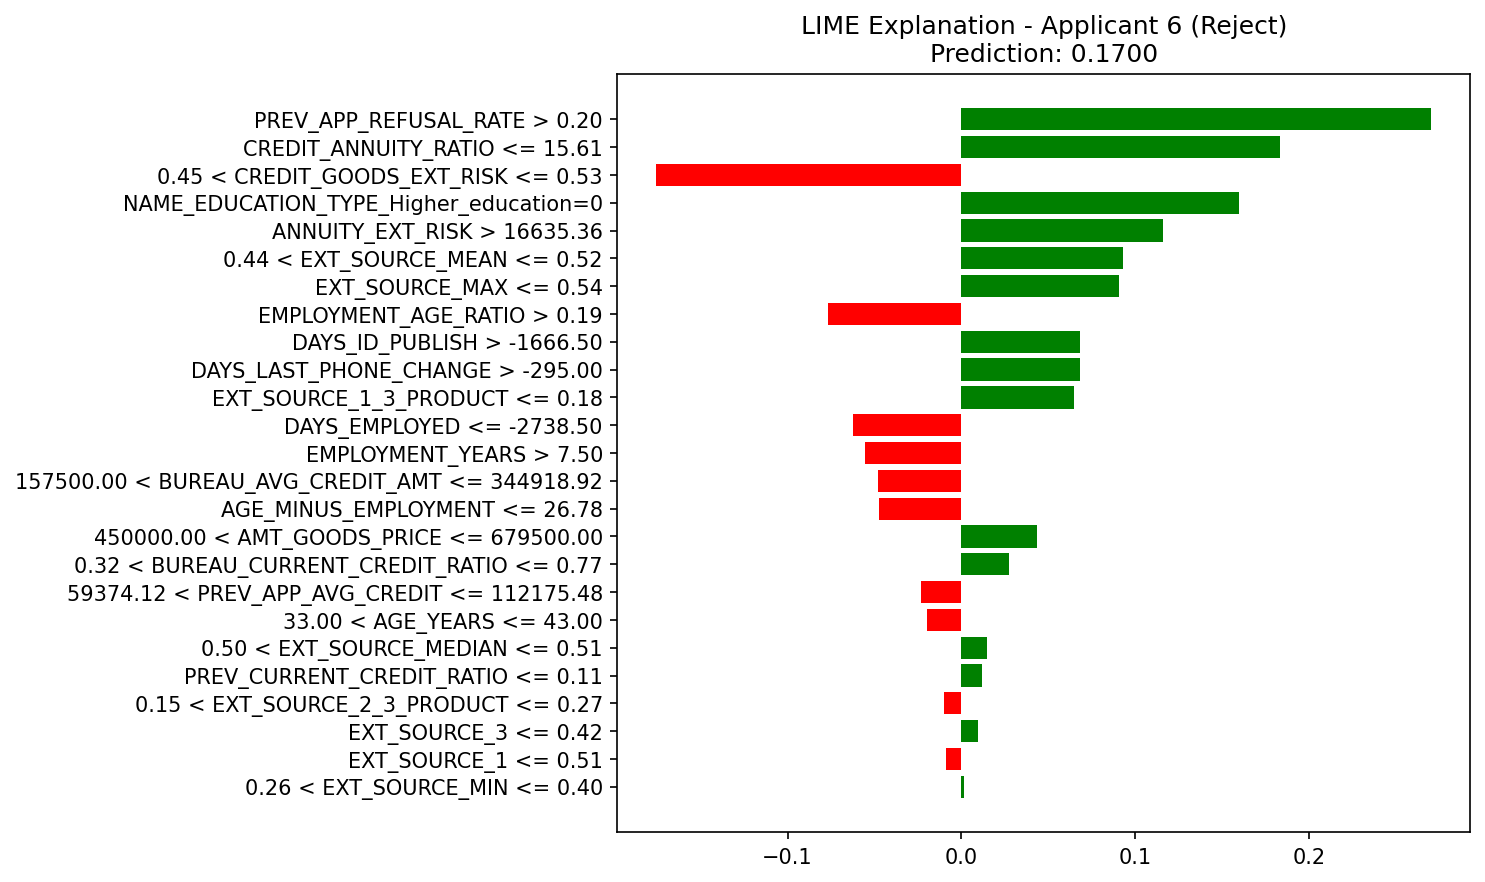 LIME Explanation - Applicant 6 (Reject)
Prediction: 0.1700
PREV_APP_REFUSAL_RATE > 0.20
CREDIT_ANNUITY_RATIO <= 15.61
0.45 < CREDIT_GOODS_EXT_RISK <= 0.53
NAME_EDUCATION_TYPE_Higher_education=0
ANNUITY_EXT_RISK > 16635.36
0.44 < EXT_SOURCE_MEAN <= 0.52
EXT_SOURCE_MAX <= 0.54
EMPLOYMENT_AGE_RATIO > 0.19
DAYS_ID_PUBLISH > -1666.50
DAYS_LAST_PHONE_CHANGE > -295.00
EXT_SOURCE_1_3_PRODUCT <= 0.18
DAYS_EMPLOYED <= -2738.50
EMPLOYMENT_YEARS > 7.50
157500.00 < BUREAU_AVG_CREDIT_AMT <= 344918.92
AGE_MINUS_EMPLOYMENT <= 26.78
450000.00 < AMT_GOODS_PRICE <= 679500.00
0.32 < BUREAU_CURRENT_CREDIT_RATIO <= 0.77
59374.12 < PREV_APP_AVG_CREDIT <= 112175.48
33.00 < AGE_YEARS <= 43.00
0.50 < EXT_SOURCE_MEDIAN <= 0.51
PREV_CURRENT_CREDIT_RATIO <= 0.11
0.15 < EXT_SOURCE_2_3_PRODUCT <= 0.27
EXT_SOURCE_3 <= 0.42
EXT_SOURCE_1 <= 0.51
0.26 < EXT_SOURCE_MIN <= 0.40
−0.1 0.0 0.1 0.2